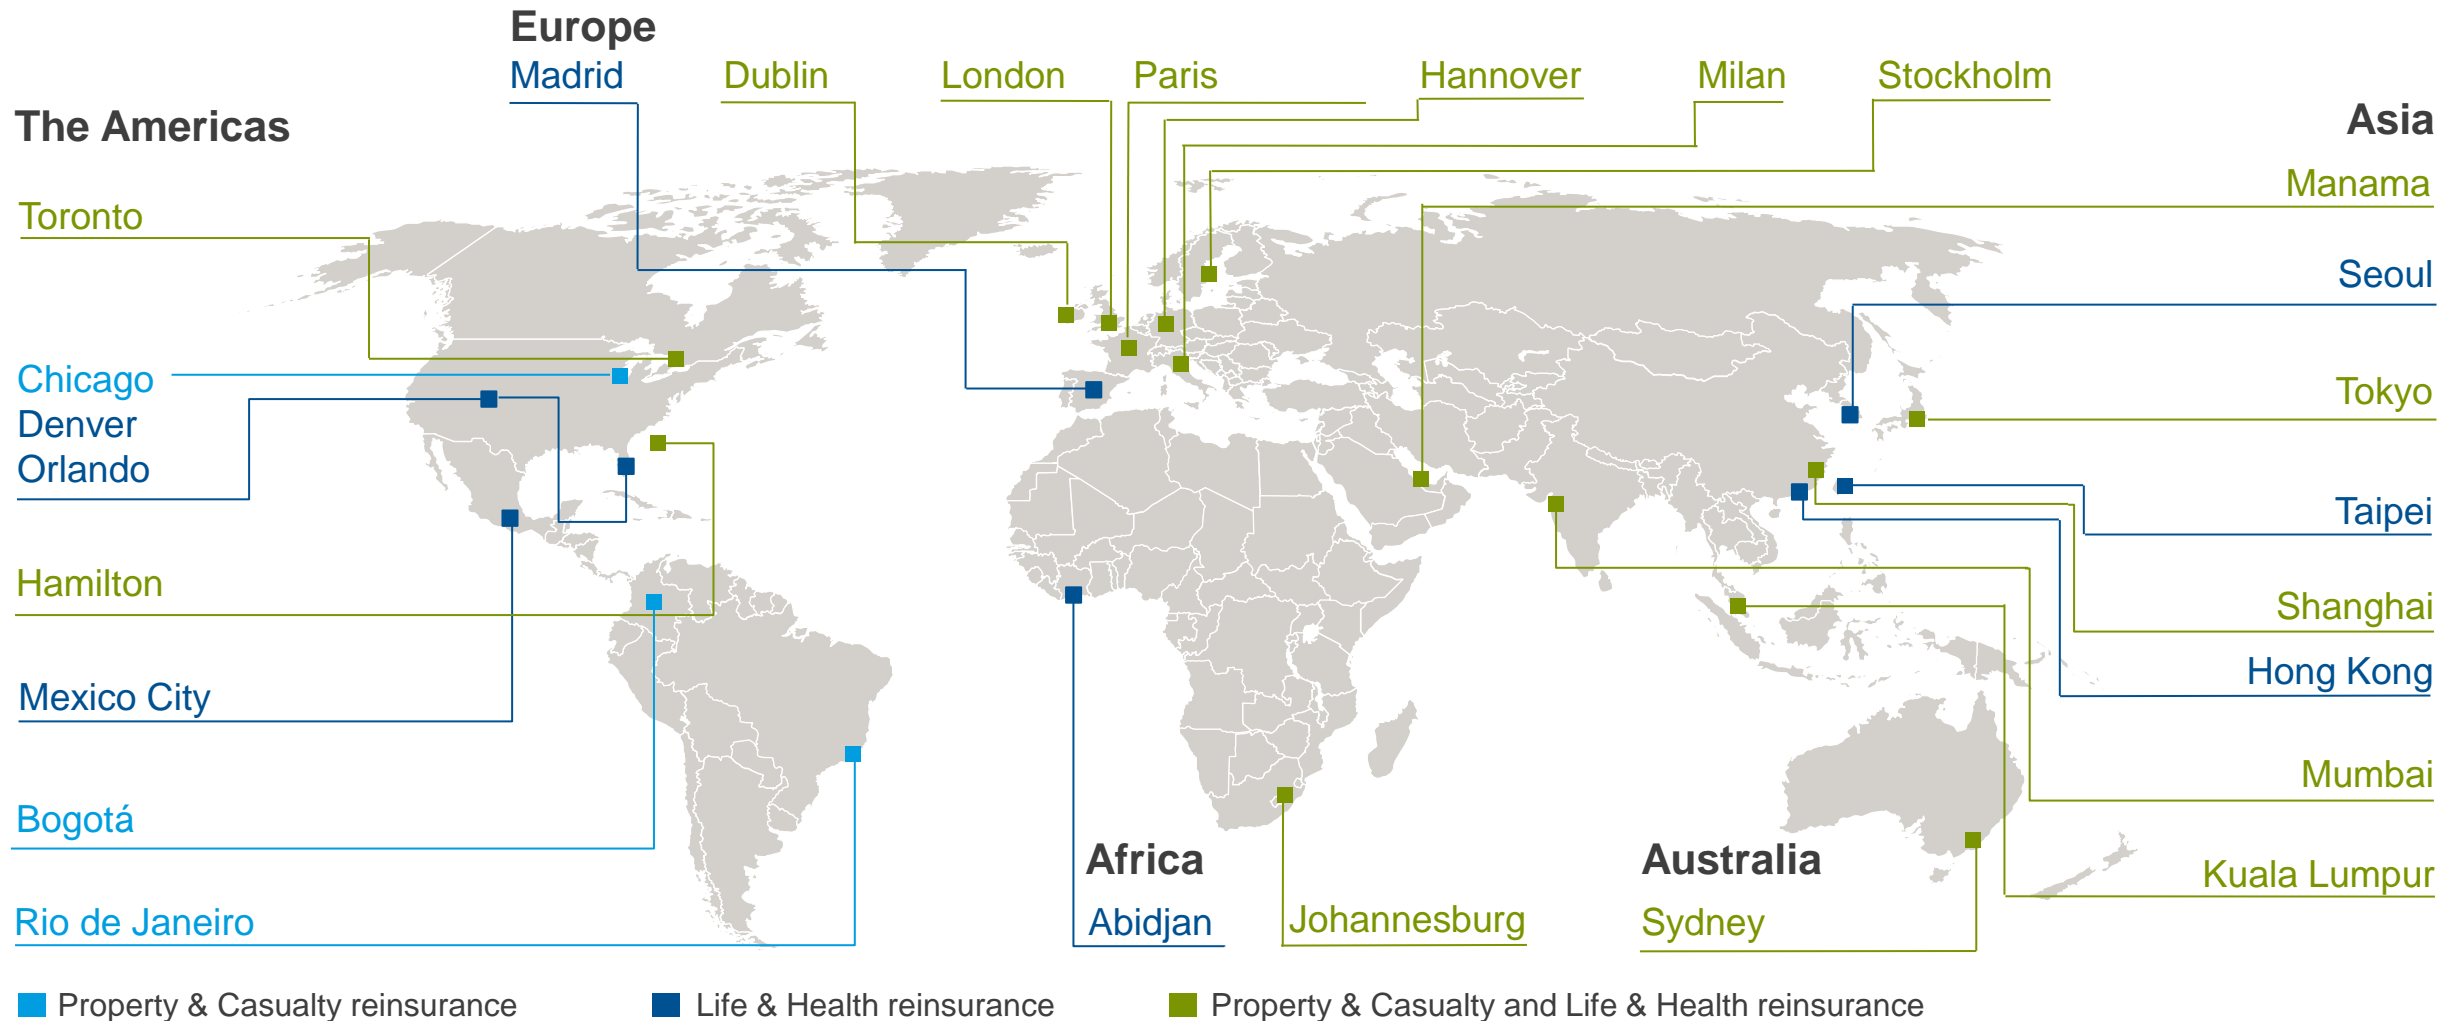 Europe
Madrid
Dublin
London
Paris
Hannover
Milan
Stockholm
The Americas
Toronto
Chicago
Denver
Orlando
Hamilton
Mexico City
Bogotá
Rio de Janeiro
Asia
Manama
Seoul
Tokyo
Taipei
Shanghai
Hong Kong
Mumbai
Kuala Lumpur
Africa
Abidjan
Johannesburg
Australia
Sydney
Property & Casualty reinsurance
Life & Health reinsurance
Property & Casualty and Life & Health reinsurance